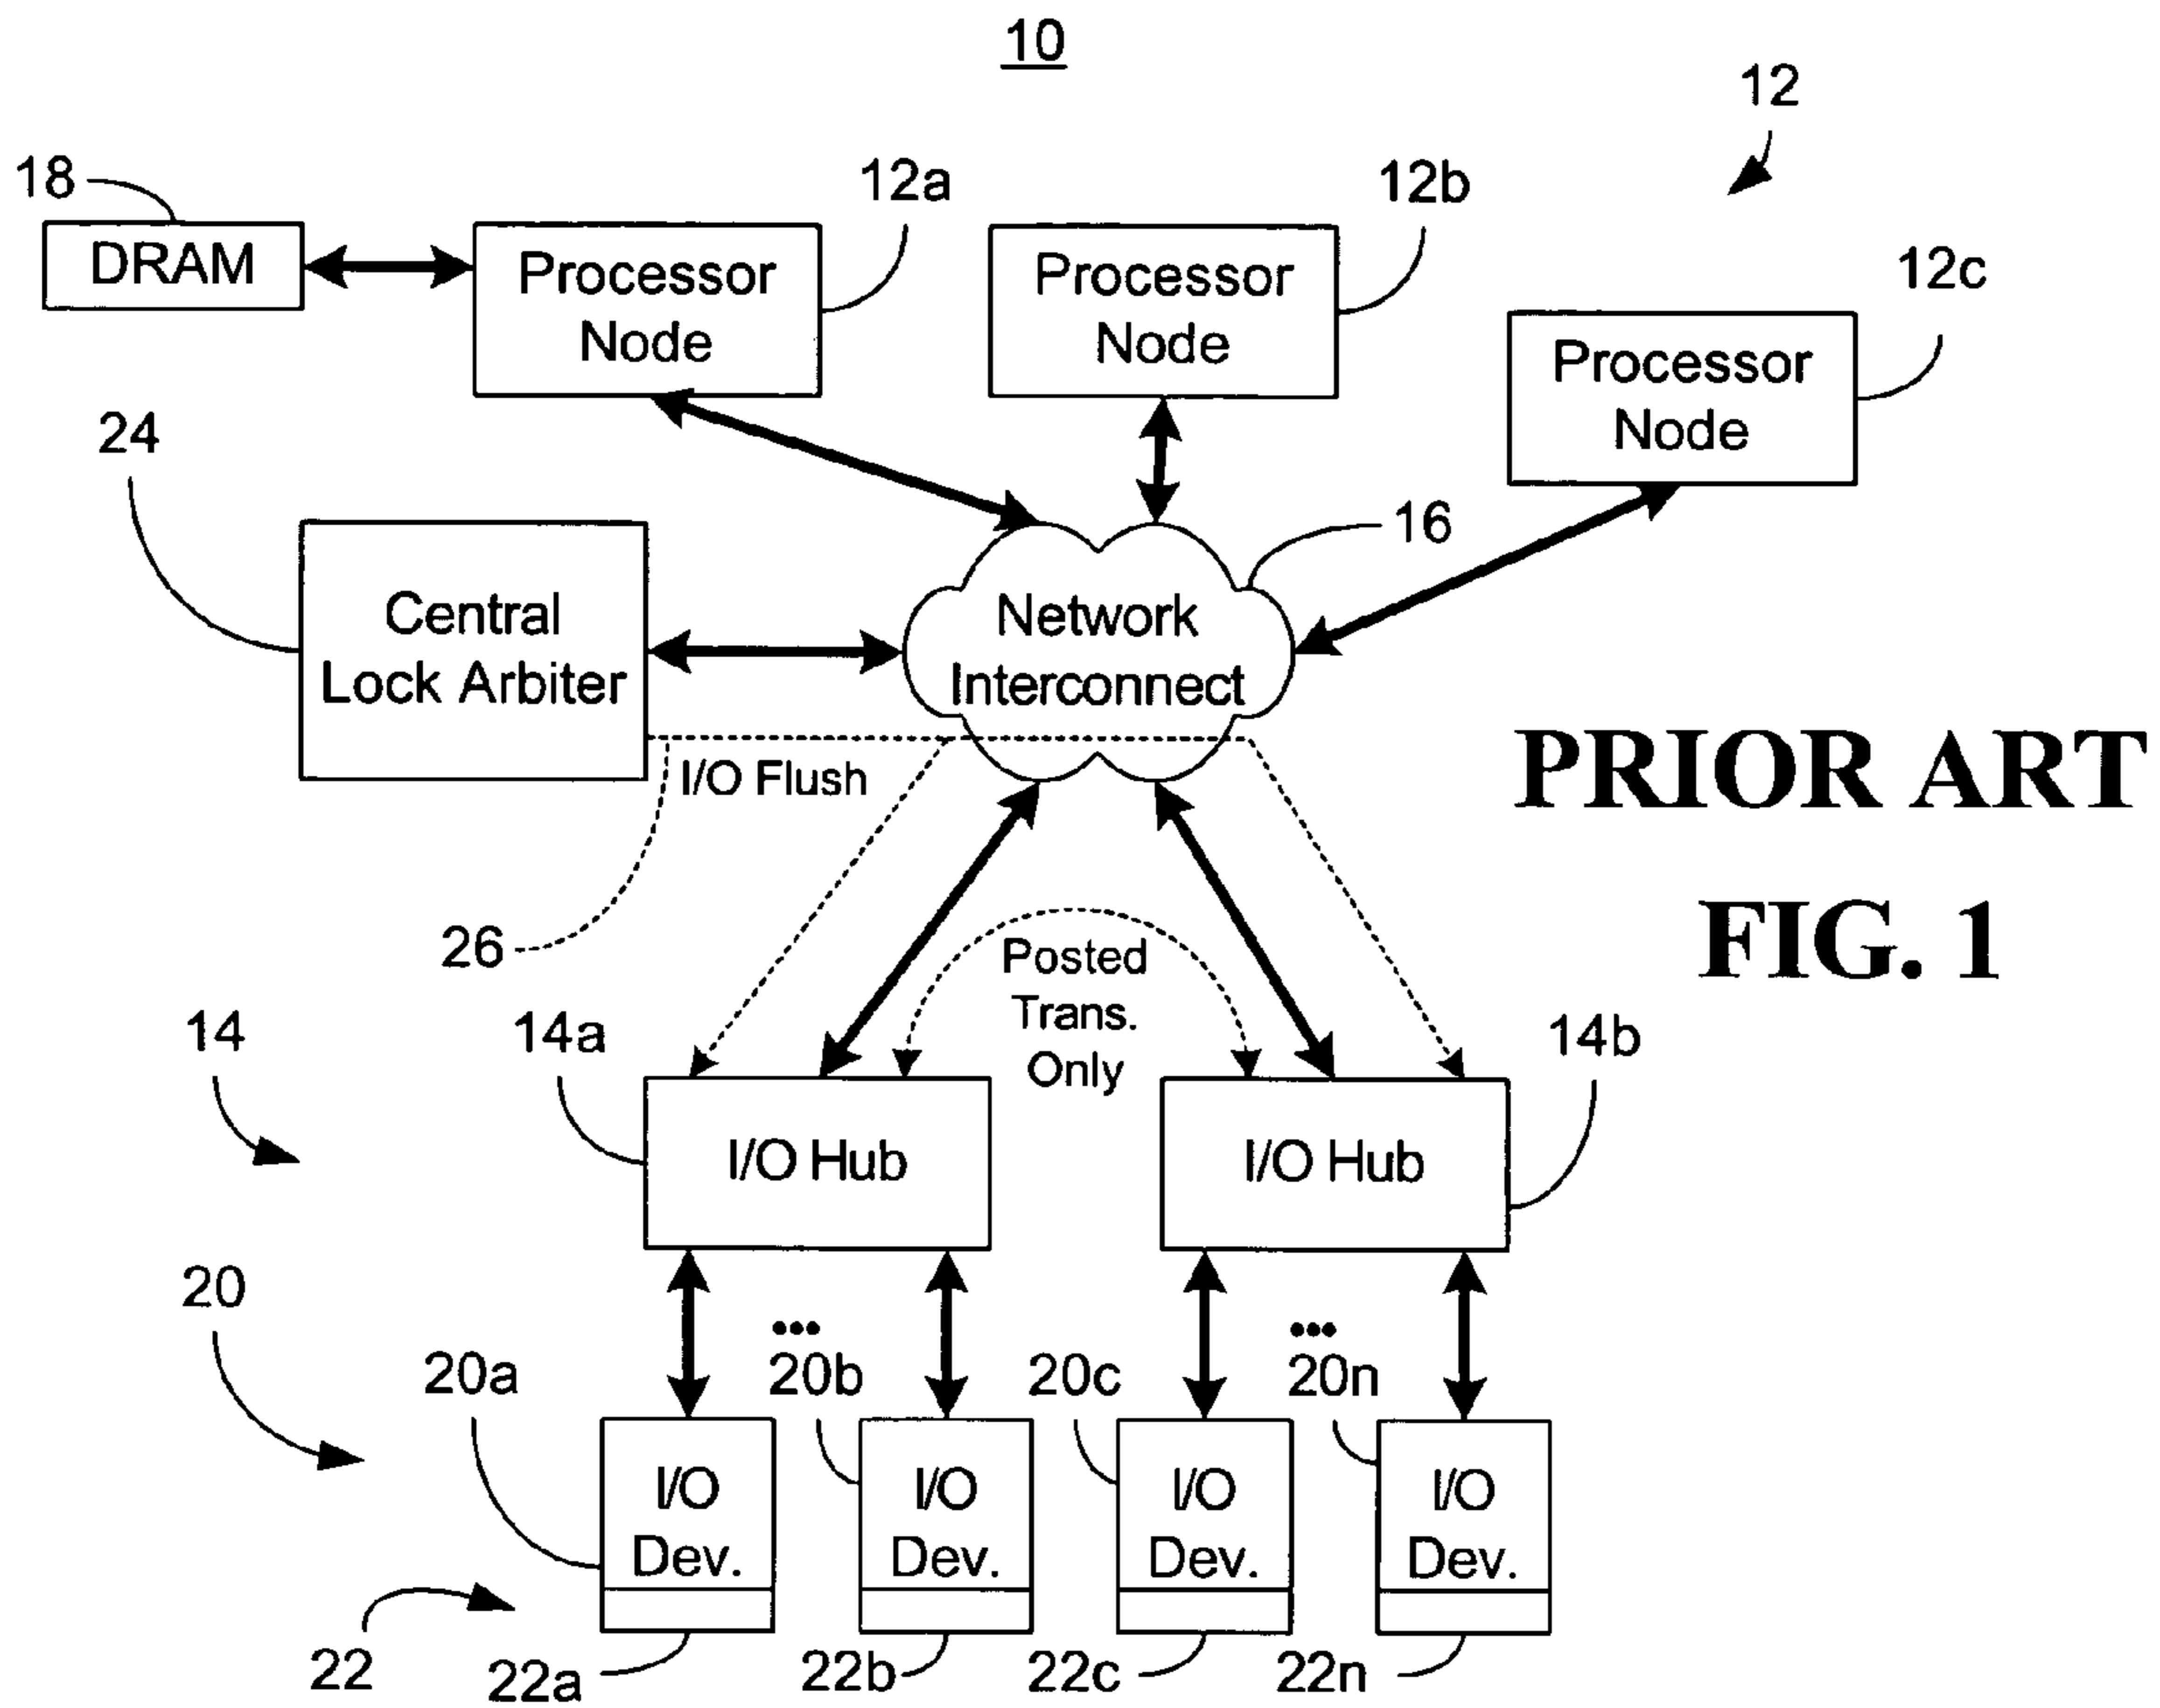 10
12
18
12a
12b
12c
DRAM
Processor
Node
Processor
Node
Processor
Node
24
16
Central
Lock Arbiter
Network
Interconnect
I/O Flush
PRIOR ART
FIG. 1
26
Posted
Trans.
Only
14
14a
14b
I/O Hub
I/O Hub
20
20a
•••
20b
20c
•••
20n
I/O
Dev.
I/O
Dev.
I/O
Dev.
I/O
Dev.
22
22a
22b
22c
22n